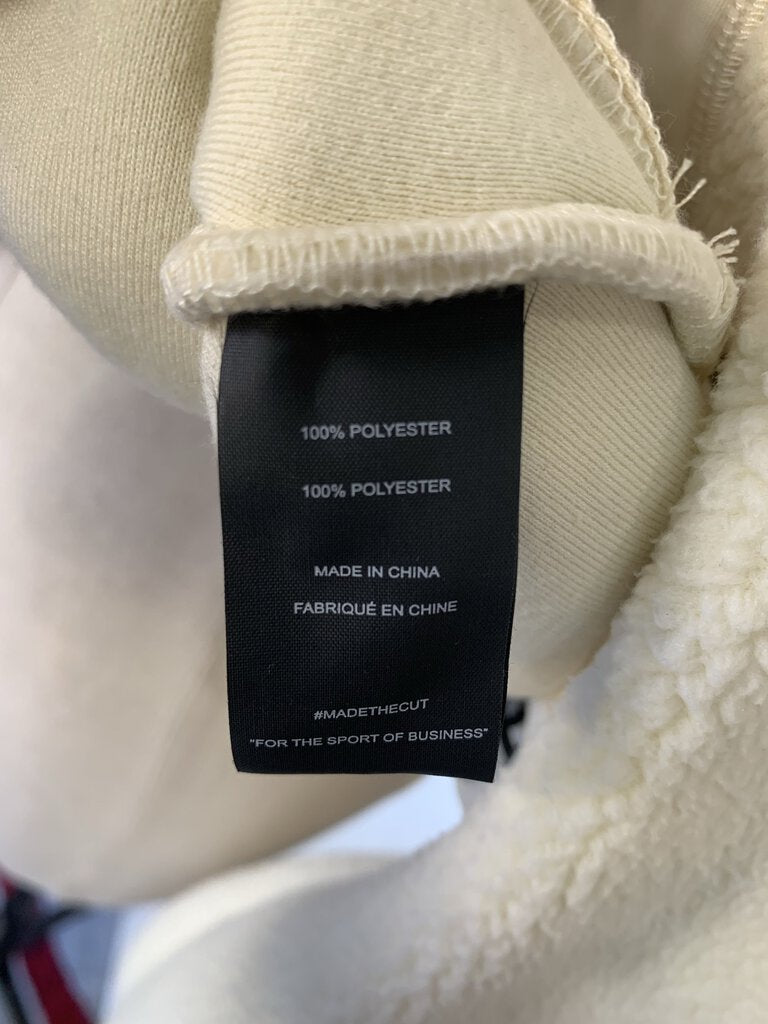 100% POLYESTER
100% POLYESTER
MADE IN CHINA
FABRIQUÉ EN CHINE
#MADETHECUT
"FOR THE SPORT OF BUSINESS"